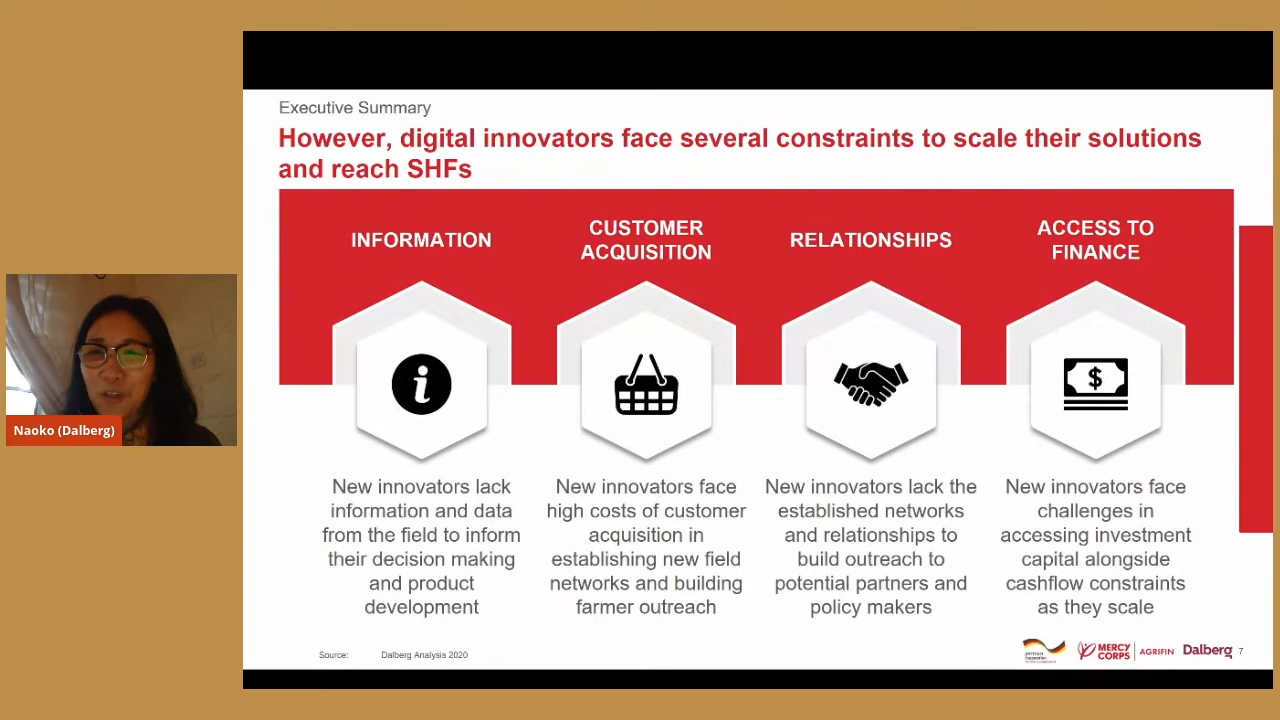 Executive Summary
However, digital innovators face several constraints to scale their solutions
and reach SHFs
INFORMATION
CUSTOMER
ACQUISITION
RELATIONSHIPS
ACCESS TO
FINANCE
i
$
New innovators lack
information and data
from the field to inform
their decision making
and product
development
New innovators face
high costs of customer
acquisition in
establishing new field
networks and building
farmer outreach
New innovators lack the
established networks
and relationships to
build outreach to
potential partners and
policy makers
New innovators face
challenges in
accessing investment
capital alongside
cashflow constraints
as they scale
Naoko (Dalberg)
Source: Dalberg Analysis 2020
MERCY
CORPS
AGRIFIN
Dalberg
7